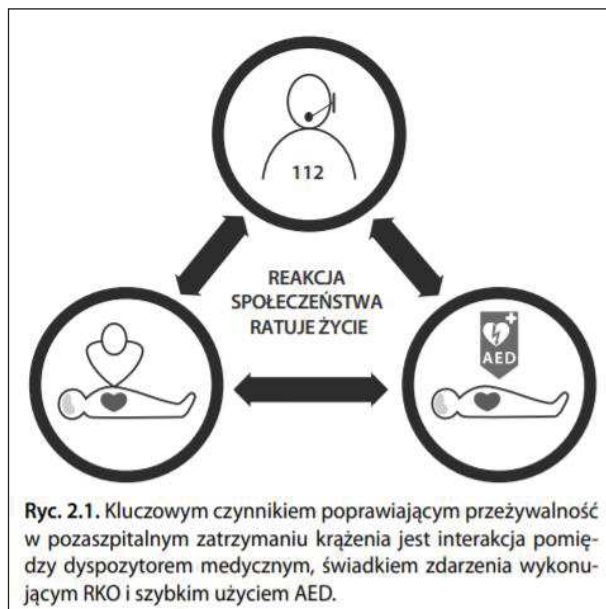 112
REAKCJA
SPOŁECZEŃSTWA
RATUJE ŻYCIE
AED
Ryc. 2.1. Kluczowym czynnikiem poprawiającym przeżywalność
w pozaszpitalnym zatrzymaniu krążenia jest interakcja pomię-
dzy dyspozytorem medycznym, świadkiem zdarzenia wykonu-
jącym RKO i szybkim użyciem AED.